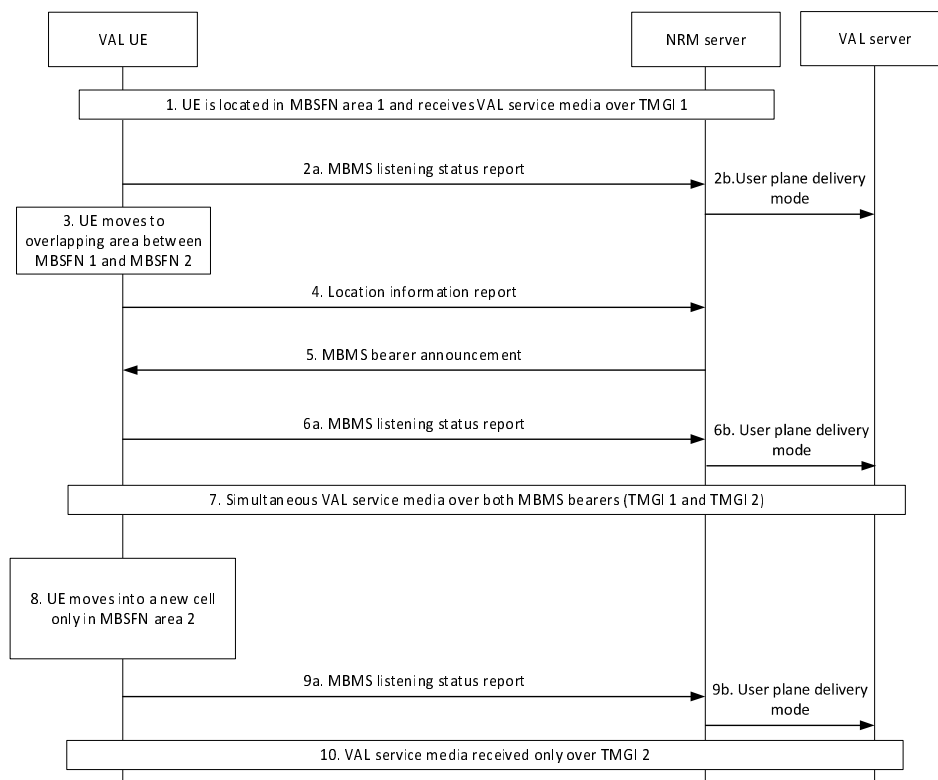 VAL UE
NRM server
VAL server
1. UE is located in MBSFN area 1 and receives VAL service media over TMGI 1
2a. MBMS listening status report
2b.User plane delivery
mode
3. UE moves to
overlapping area between
MBSFN 1 and MBSFN 2
4. Location information report
5. MBMS bearer announcement
6a. MBMS listening status report
6b. User plane delivery
mode
7. Simultaneous VAL service media over both MBMS bearers (TMGI 1 and TMGI 2)
8. UE moves into a new cell
only in MBSFN area 2
9a. MBMS listening status report
9b. User plane delivery
mode
10. VAL service media received only over TMGI 2